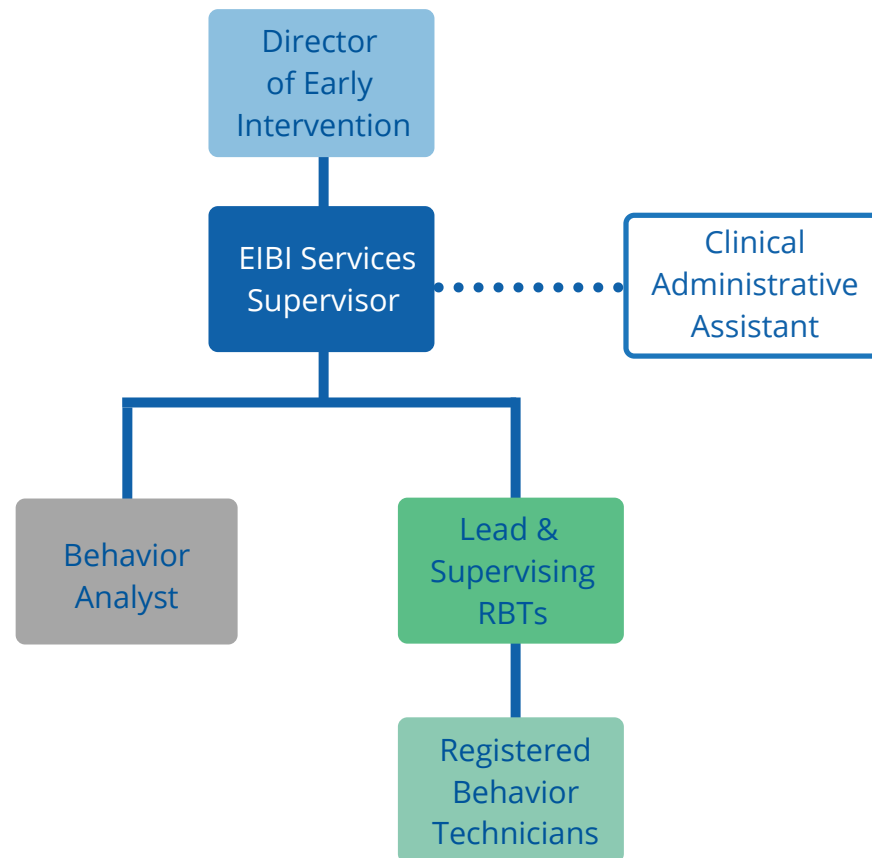 Director
of Early
Intervention
EIBI Services
Supervisor
Clinical
Administrative
Assistant
Behavior
Analyst
Lead &
Supervising
RBTs
Registered
Behavior
Technicians